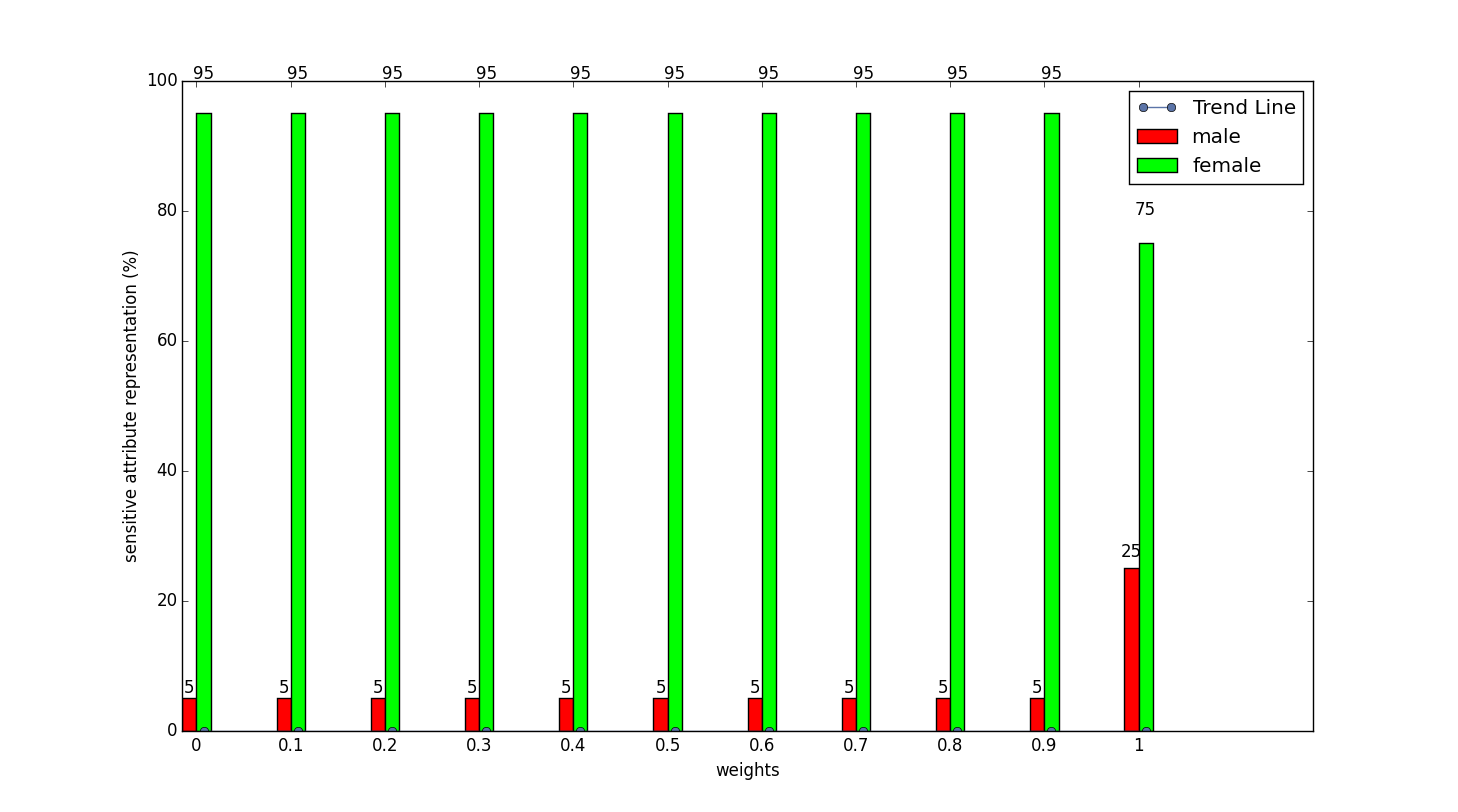 95 95 95 95 95 95 95 95 95 95
100
Trend Line
male
female
80
75
sensitive attribute representation (%)
60
40
25
20
5 5 5 5 5 5 5 5 5 5
0
0 0.1 0.2 0.3 0.4 0.5 0.6 0.7 0.8 0.9 1
weights